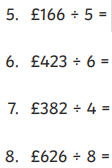 5. £166 ÷ 5 =
6. £423 ÷ 6 =
7. £382 ÷ 4 =
8. £626 ÷ 8 =